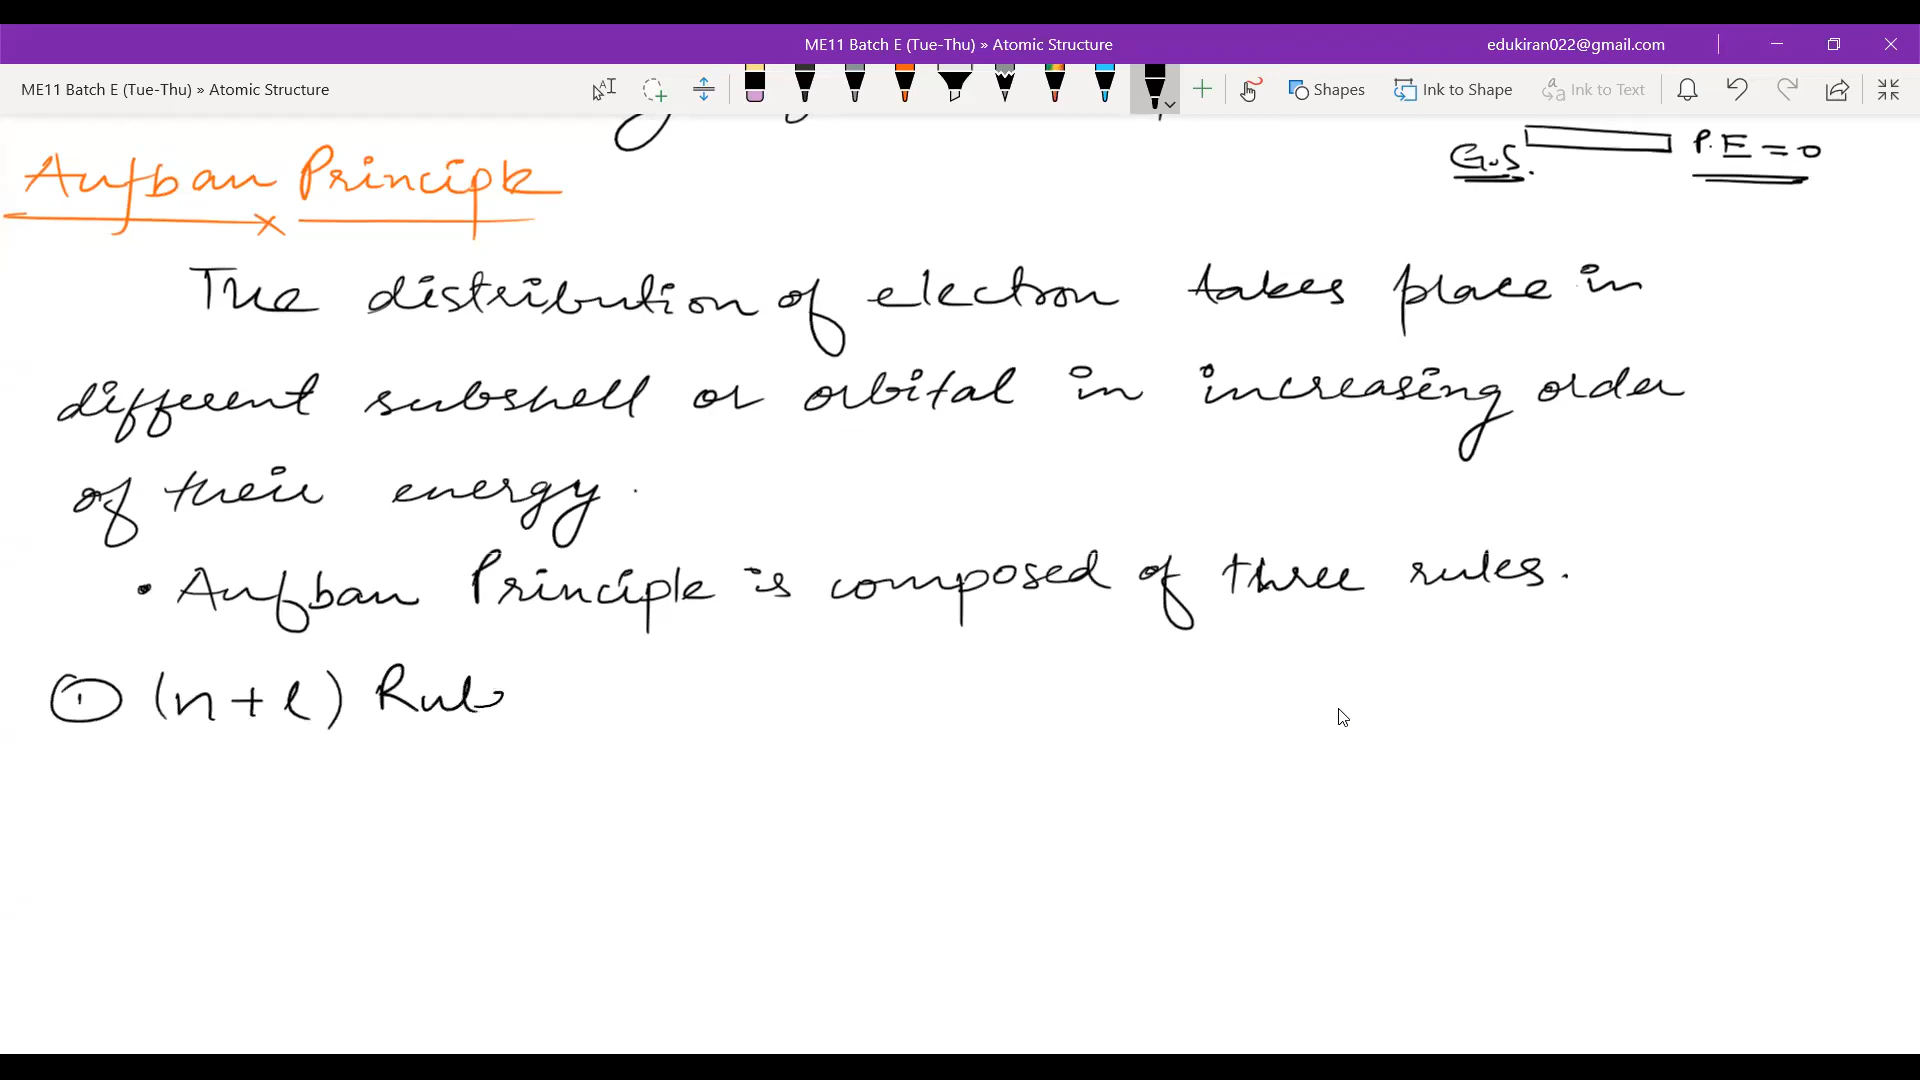 ME11 Batch E (Tue-Thu) » Atomic Structure
edukiran022@gmail.com
ME11 Batch E (Tue-Thu) » Atomic Structure
Shapes
Ink to Shape
Ink to Text
G.S. P.E = 0
Aufbau Principle
The distribution of electron takes place in
different subshell or orbital in increasing order
of their energy.
• Aufbau Principle is composed of three rules.
① (n+l) Rule